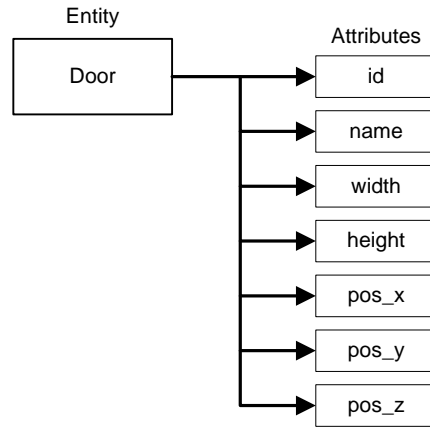 Entity
Attributes
Door
id
name
width
height
pos_x
pos_y
pos_z